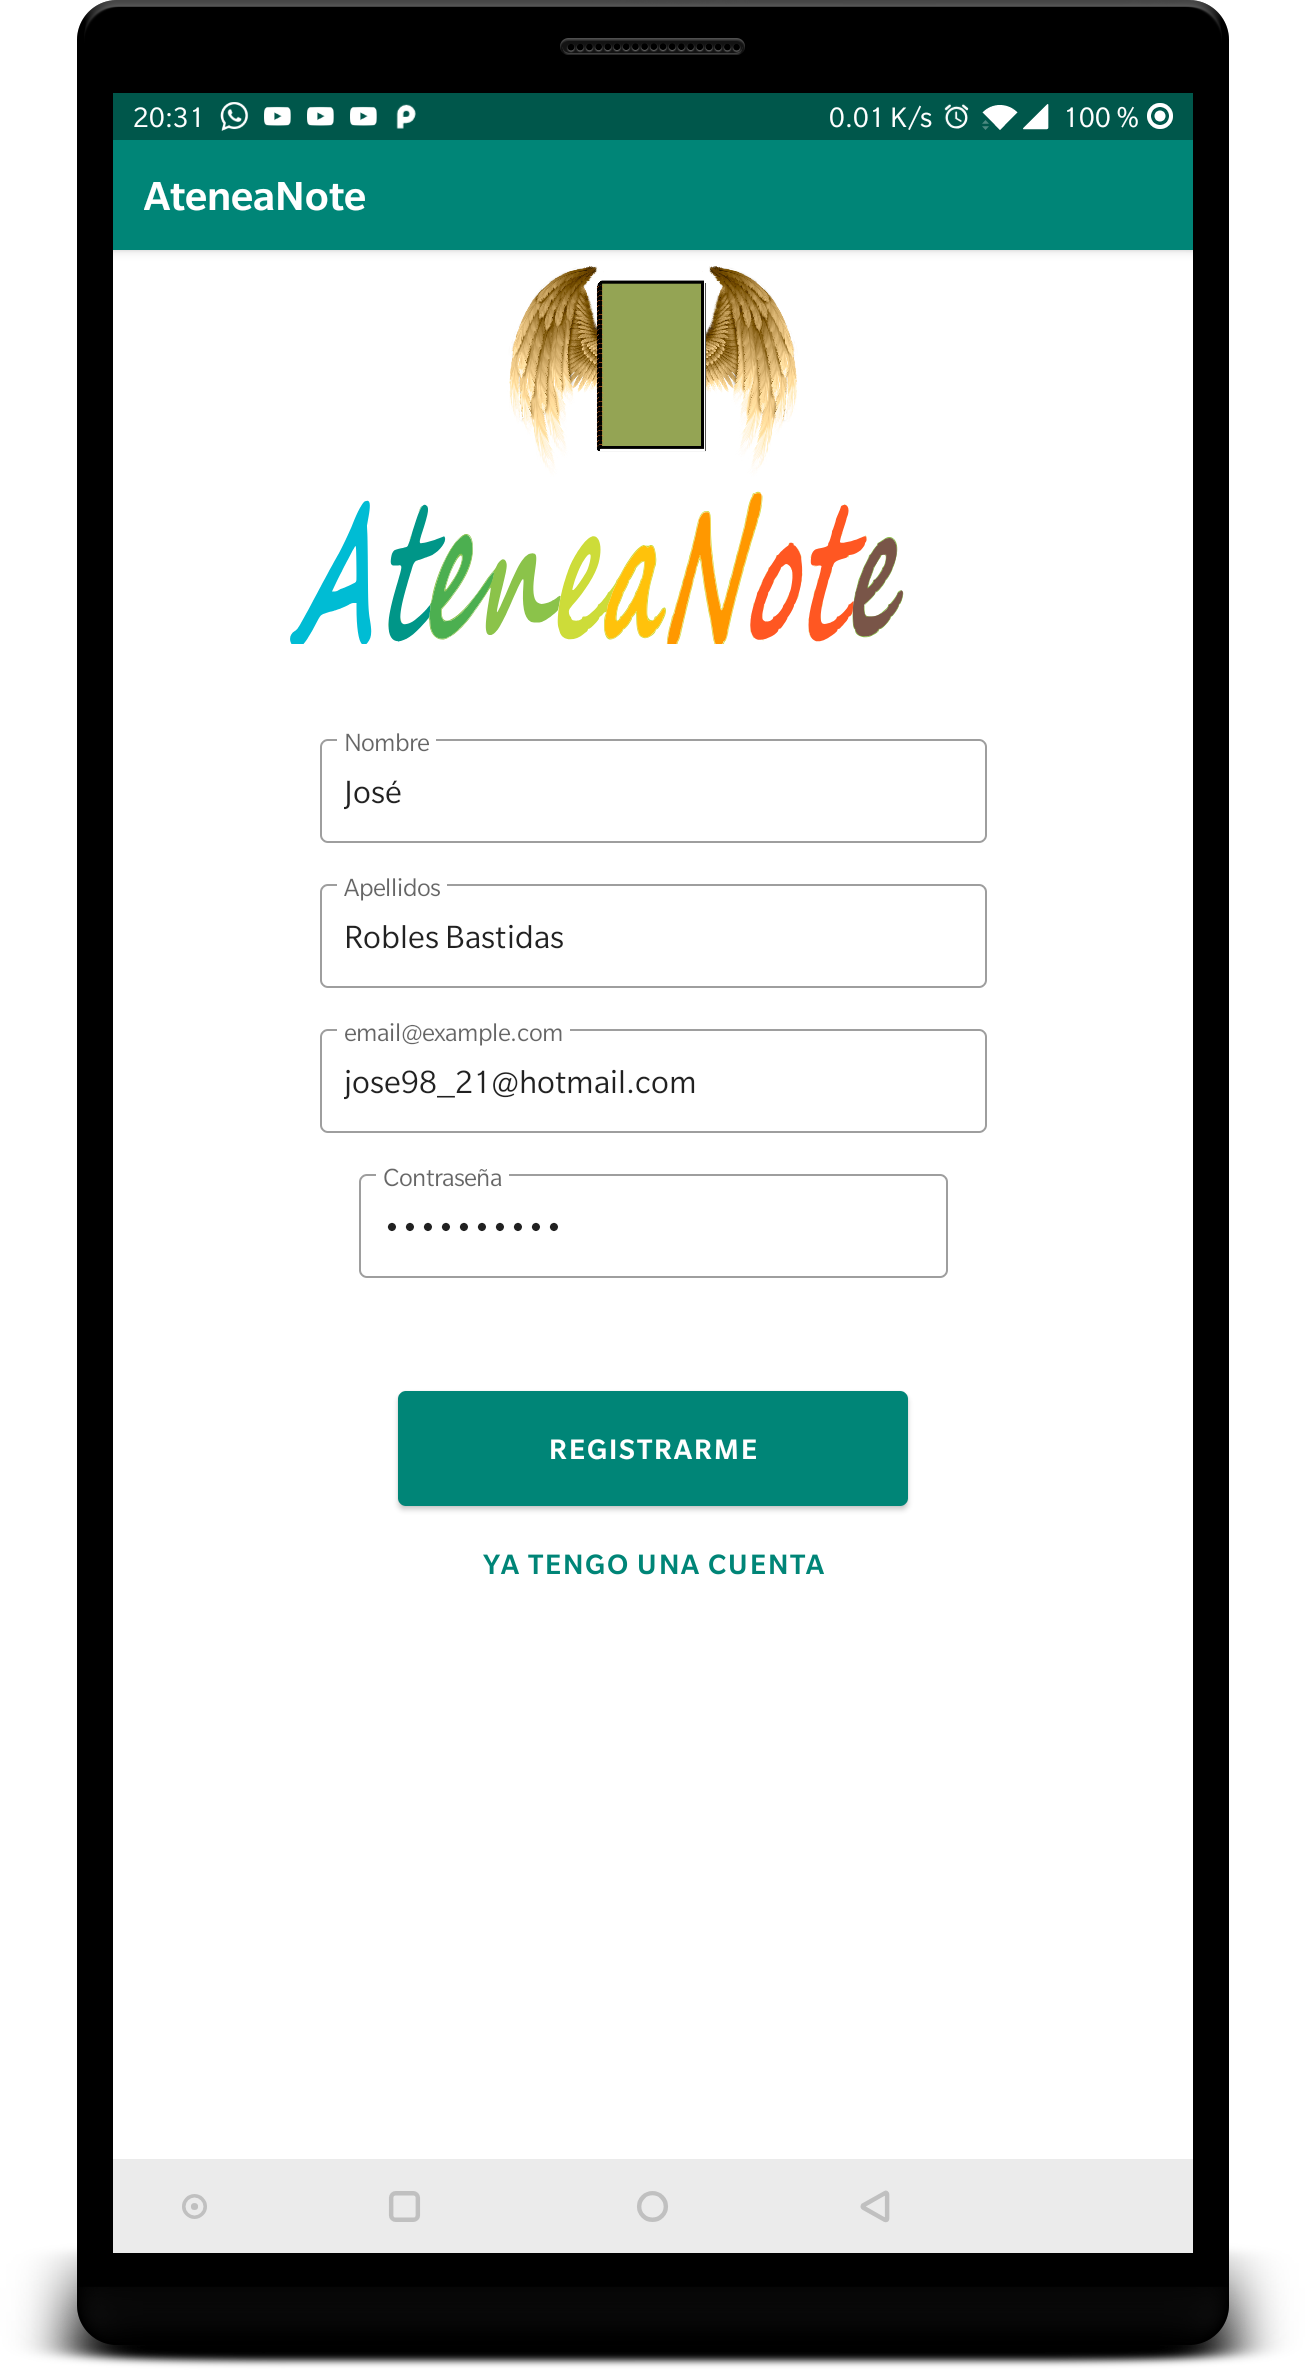 20:31 0.01 K/s 100 %
AteneaNote
AteneaNote
Nombre
José
Apellidos
Robles Bastidas
email@example.com
jose98_21@hotmail.com
Contraseña
••••••••••
REGISTRARME
YA TENGO UNA CUENTA